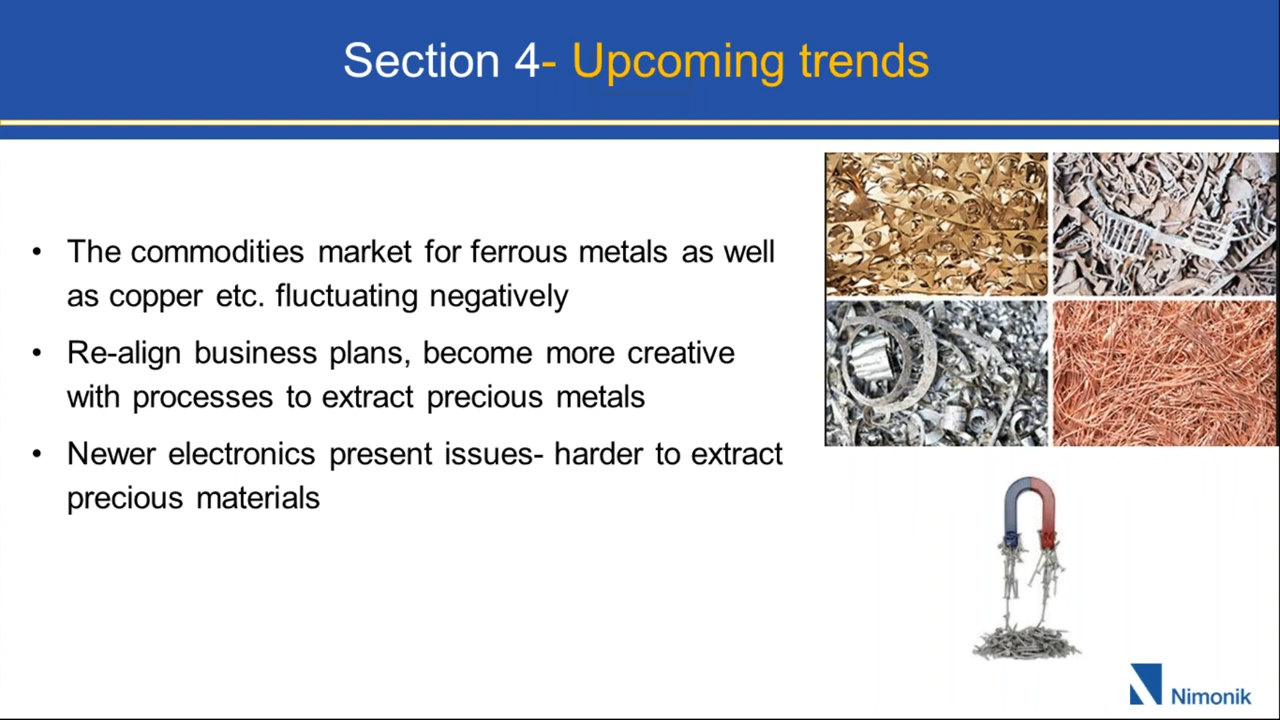 Section 4- Upcoming trends
• The commodities market for ferrous metals as well
as copper etc. fluctuating negatively
• Re-align business plans, become more creative
with processes to extract precious metals
• Newer electronics present issues- harder to extract
precious materials
Nimonik